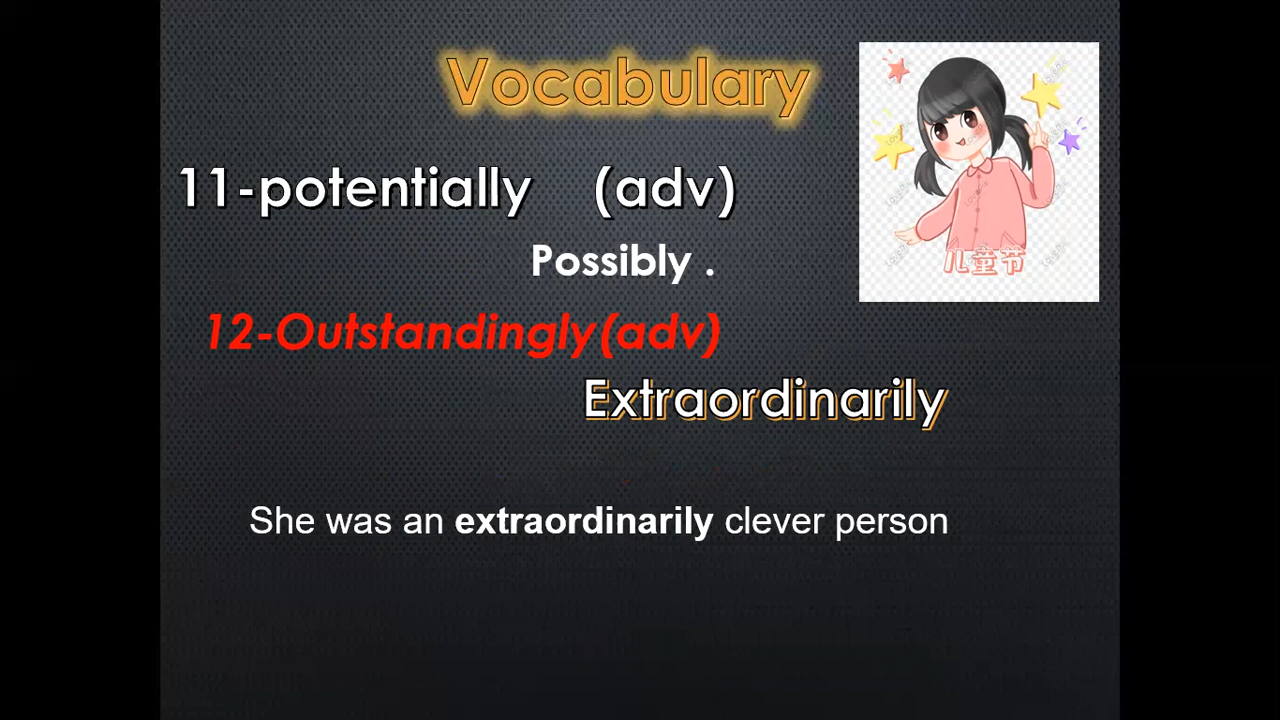 Vocabulary
11-potentially (adv)
Possibly .
儿童节
12-Outstandingly(adv)
Extraordinarily
She was an extraordinarily clever person